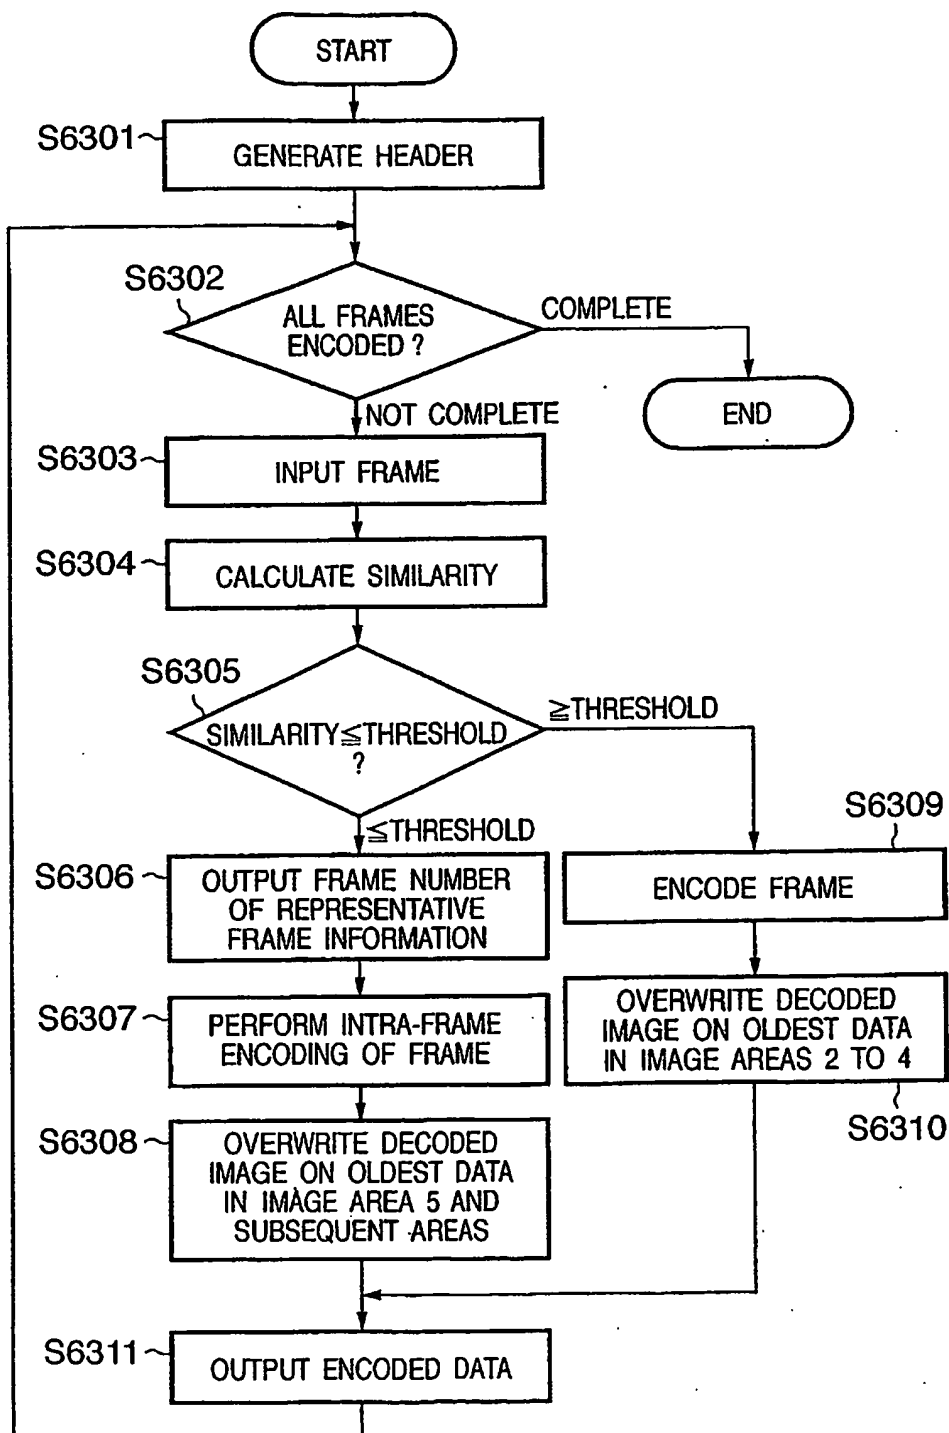 START
S6301
GENERATE HEADER
S6302
ALL FRAMES
ENCODED ?
COMPLETE
END
NOT COMPLETE
S6303
INPUT FRAME
S6304
CALCULATE SIMILARITY
S6305
SIMILARITY≦THRESHOLD
?
≧THRESHOLD
≦THRESHOLD
S6306
OUTPUT FRAME NUMBER
OF REPRESENTATIVE
FRAME INFORMATION
S6309
ENCODE FRAME
S6307
PERFORM INTRA-FRAME
ENCODING OF FRAME
OVERWRITE DECODED
IMAGE ON OLDEST DATA
IN IMAGE AREAS 2 TO 4
S6310
S6308
OVERWRITE DECODED
IMAGE ON OLDEST DATA
IN IMAGE AREA 5 AND
SUBSEQUENT AREAS
S6311
OUTPUT ENCODED DATA